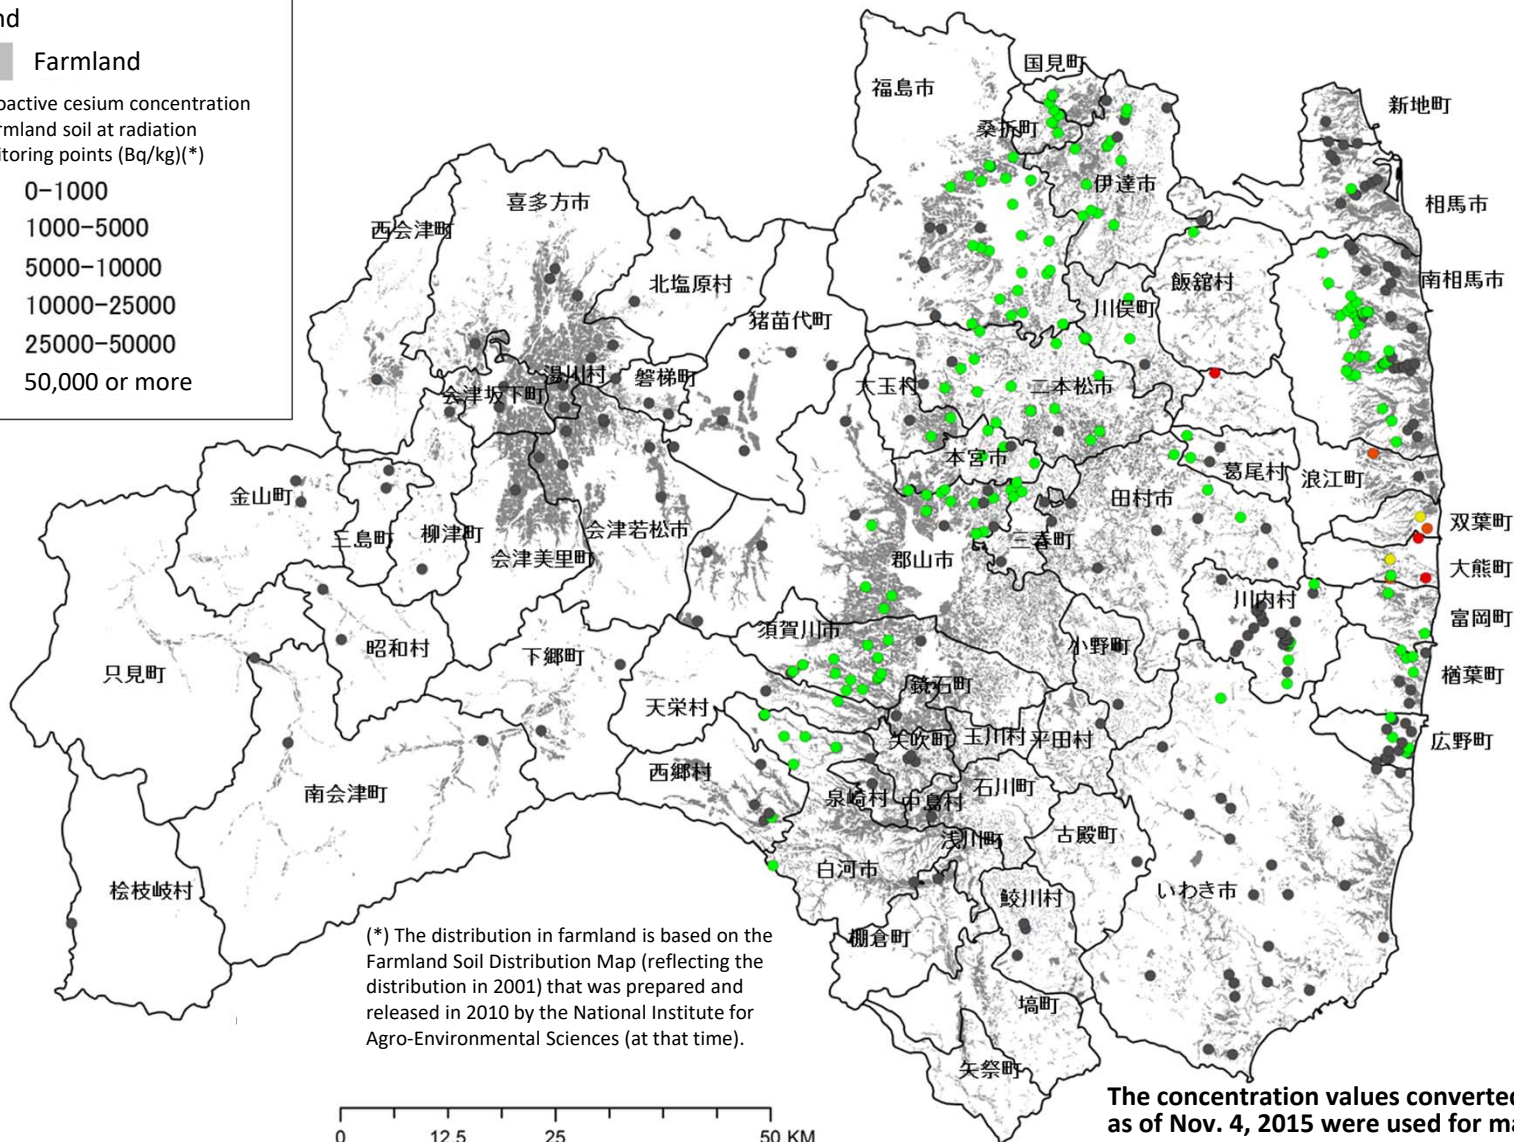 nd
Farmland
oactive cesium concentration
rmland soil at radiation
itoring points (Bq/kg)(*)
0-1000
1000-5000
5000-10000
10000-25000
25000-50000
50,000 or more
国見町
福島市
新地町
桑折町
伊達市
喜多方市
相馬市
西会津町
飯舘村
南相馬市
北塩原村
川俣町
猪苗代町
湯川村
磐梯町
大玉村
二本松市
会津坂下町
本宮市
葛尾村
浪江町
金山町
田村市
双葉町
三島町
柳津町
会津若松市
三春町
会津美里町
郡山市
大熊町
川内村
富岡町
須賀川市
昭和村
下郷町
小野町
只見町
楢葉町
鏡石町
天栄村
矢吹町
玉川村
平田村
広野町
西郷村
石川町
南会津町
泉崎村
中島村
浅川町
古殿町
白河市
桧枝岐村
鮫川村
いわき市
棚倉町
(*) The distribution in farmland is based on the
Farmland Soil Distribution Map (reflecting the
distribution in 2001) that was prepared and
released in 2010 by the National Institute for
Agro-Environmental Sciences (at that time).
塙町
矢祭町
The concentration values converted
as of Nov. 4, 2015 were used for ma
0
12.5
25
50 KM